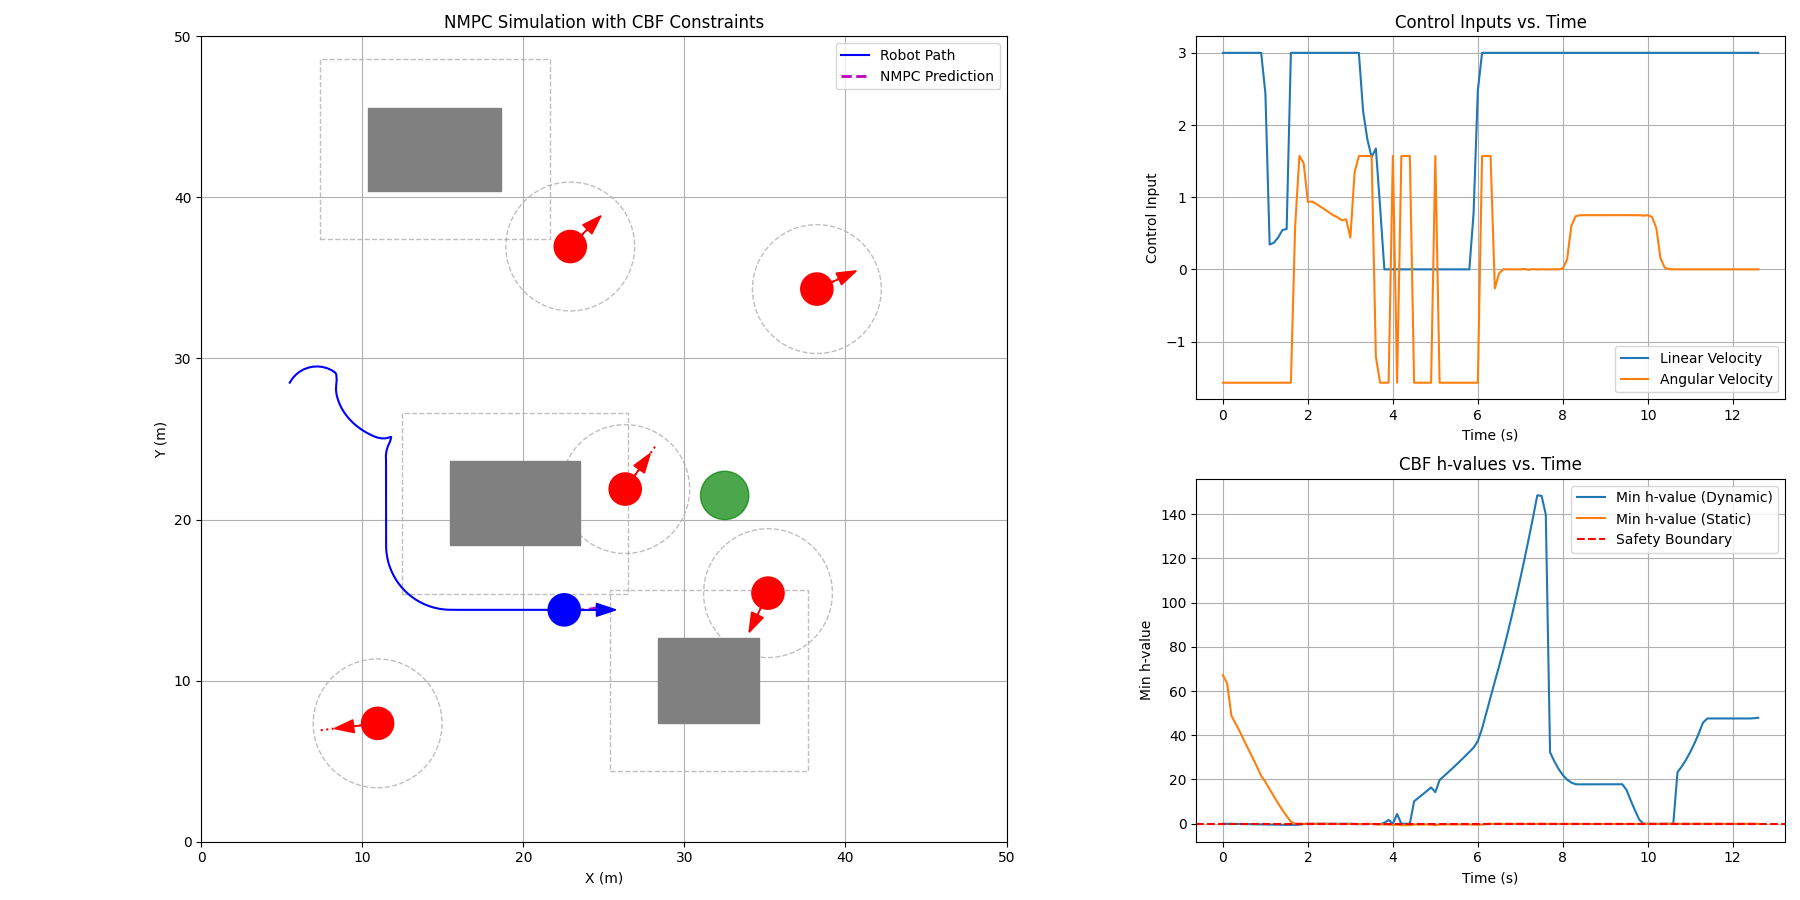 NMPC Simulation with CBF Constraints
50
40
30
20
10
0
Y (m)
0 10 20 30 40 50
X (m)
Robot Path
NMPC Prediction
Control Inputs vs. Time
3
2
1
0
−1
Control Input
0 2 4 6 8 10 12
Time (s)
Linear Velocity
Angular Velocity
CBF h-values vs. Time
140
120
100
80
60
40
20
0
Min h-value
0 2 4 6 8 10 12
Time (s)
Min h-value (Dynamic)
Min h-value (Static)
Safety Boundary